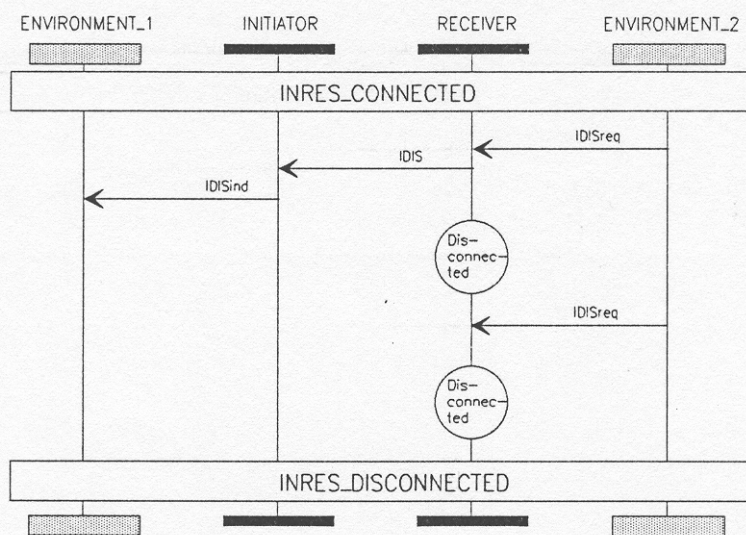 ENVIRONMENT_1 INITIATOR RECEIVER ENVIRONMENT_2
INRES_CONNECTED
IDISreq
IDIS
IDISind
Dis-
connec-
ted
IDISreq
Dis-
connec-
ted
INRES_DISCONNECTED